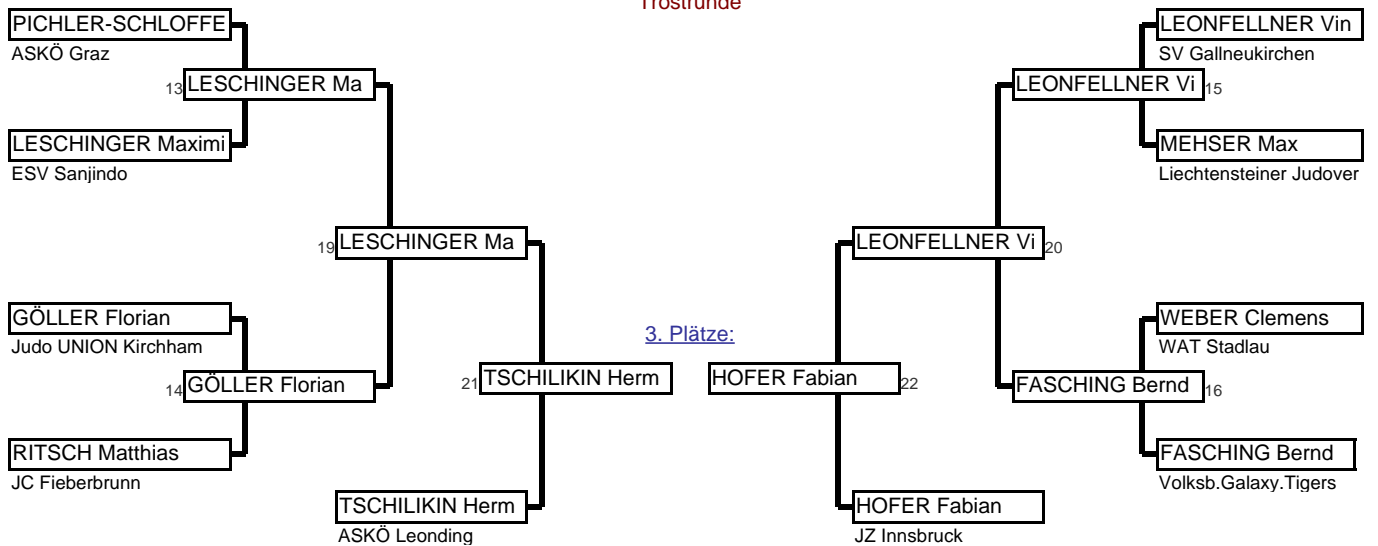 Trostrunde
PICHLER-SCHLOFFE
ASKÖ Graz
13 LESCHINGER Ma
LESCHINGER Maximi
ESV Sanjindo
19 LESCHINGER Ma
GÖLLER Florian
Judo UNION Kirchham
14 GÖLLER Florian
RITSCH Matthias
JC Fieberbrunn
3. Plätze:
21 TSCHILIKIN Herm
TSCHILIKIN Herm
ASKÖ Leonding
LEONFELLNER Vin
SV Gallneukirchen
LEONFELLNER Vi 15
MEHSER Max
Liechtensteiner Judover
LEONFELLNER Vi 20
WEBER Clemens
WAT Stadlau
HOFER Fabian 22
FASCHING Bernd 16
FASCHING Bernd
Volksb.Galaxy.Tigers
HOFER Fabian
JZ Innsbruck